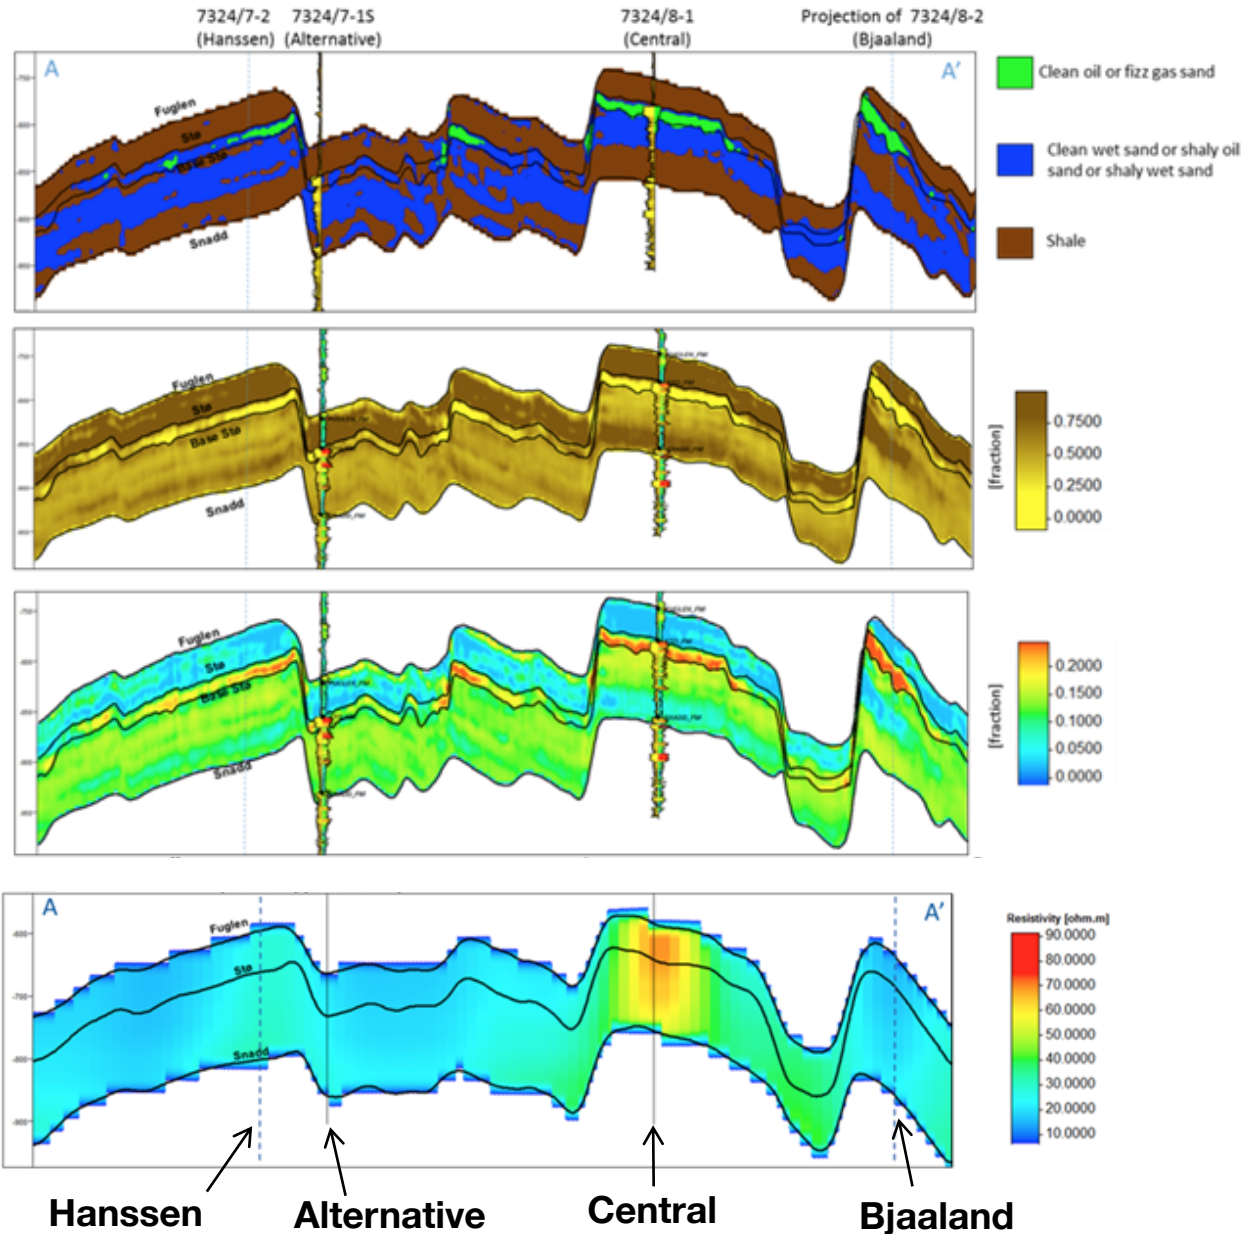 7324/7-2 7324/7-1S 7324/8-1 Projection of 7324/8-2
(Hanssen) (Alternative) (Central) (Bjaaland)
A A'
Fuglen
Stø
Base Stø
Snadd
Clean oil or fizz gas sand
Clean wet sand or shaly oil
sand or shaly wet sand
Shale
Fuglen
Stø
Base Stø
Snadd
[fraction]
0.7500
0.5000
0.2500
0.0000
Fuglen
Stø
Base Stø
Snadd
[fraction]
0.2000
0.1500
0.1000
0.0500
0.0000
A A'
Fuglen
Stø
Snadd
-600
-700
-800
-900
Resistivity [ohm.m]
90.0000
80.0000
70.0000
60.0000
50.0000
40.0000
30.0000
20.0000
10.0000
Hanssen Alternative Central Bjaaland